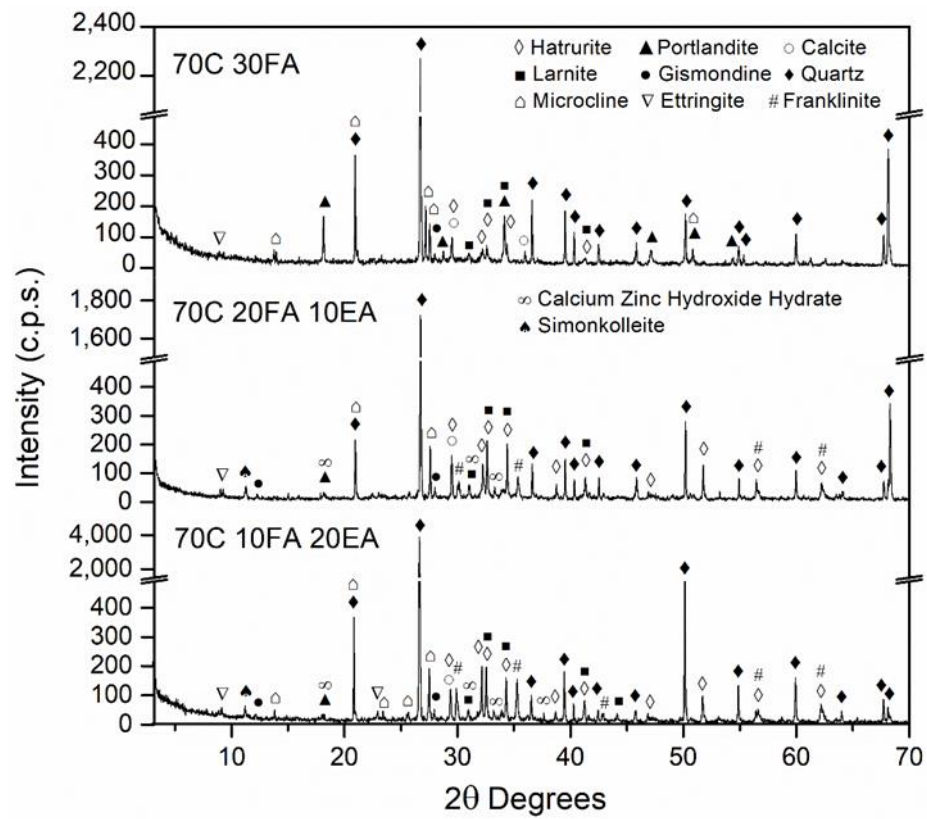 2,400
70C 30FA
◊ Hatrurite ▲ Portlandite ○ Calcite
2,200
■ Larnite ● Gismondine ♦ Quartz
⌂ Microcline ▽ Ettringite # Franklinite
400
300
200
100
0
1,800
∞ Calcium Zinc Hydroxide Hydrate
70C 20FA 10EA
♠ Simonkolleite
1,600
400
300
200
100
0
4,000
70C 10FA 20EA
2,000
400
300
200
100
0
10 20 30 40 50 60 70
2θ Degrees
Intensity (c.p.s.)